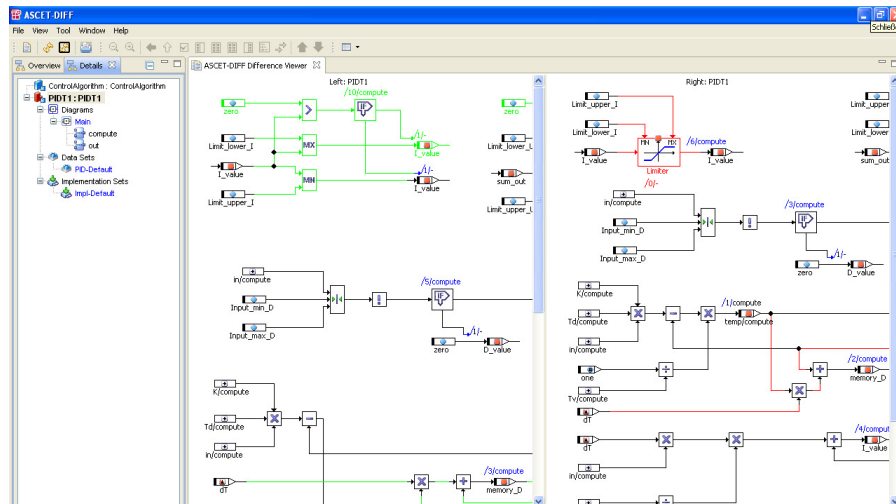 ASCET-DIFF
Schließ
File View Tool Window Help
Overview
Details
ASCET-DIFF Difference Viewer
ControlAlgorithm : ControlAlgorithm
PIDT1 : PIDT1
Diagrams
Main
compute
out
Data Sets
PID-Default
Implementation Sets
Impl-Default
Left: PIDT1
/10/compute
zero
>
IF
zero
/1/-
Limit_lower_I
MX
I_value
Limit_lower_
I_value
/1/-
MN
I_value
sum_out
Limit_upper_I
Limit_upper_L
in/compute
/5/compute
Input_min_D
!
IF
Input_max_D
/1/-
zero
D_value
K/compute
Td/compute
in/compute
/3/compute
dT
memory_D
Right: PIDT1
Limit_upper_I
Limit_upper
Limit_lower_I
/6/compute
Limit_lower
MN MX
I_value
I_value
sum_out
Limiter
/0/-
in/compute
/3/compute
Input_min_D
!
IF
Input_max_D
/1/-
zero
D_value
K/compute
/1/compute
Td/compute
temp/compute
in/compute
/2/compute
one
memory_D
Tv/compute
dT
/4/comput
dT
I_value
in/compute